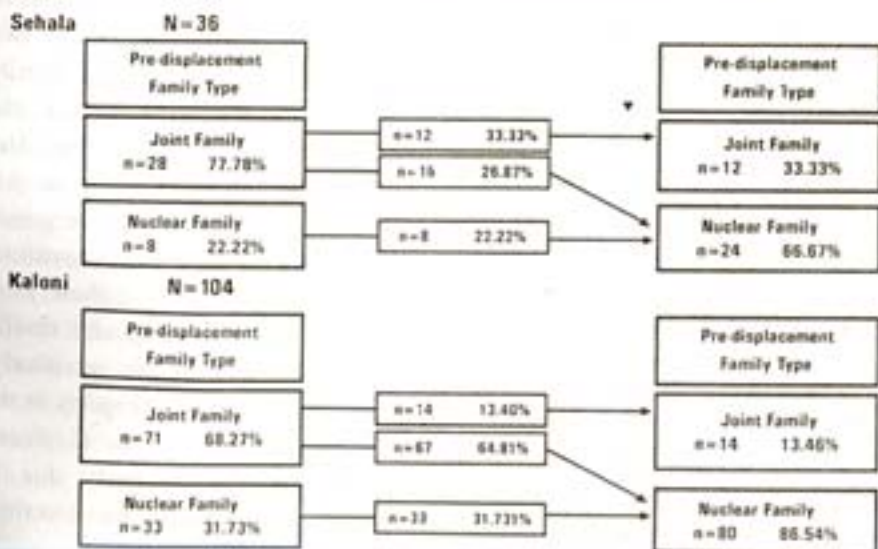 Sehala N=36
Pre-displacement Pre-displacement
Family Type Family Type
Joint Family n=12 33.33% Joint Family
n=28 77.78% n=16 26.87% n=12 33.33%
Nuclear Family n=8 22.22% Nuclear Family
n=8 22.22% n=24 66.67%
Kaloni N=104
Pre-displacement Pre-displacement
Family Type Family Type
Joint Family n=14 13.40% Joint Family
n=71 68.27% n=67 64.81% n=14 13.46%
Nuclear Family n=33 31.731% Nuclear Family
n=33 31.73% n=80 86.54%